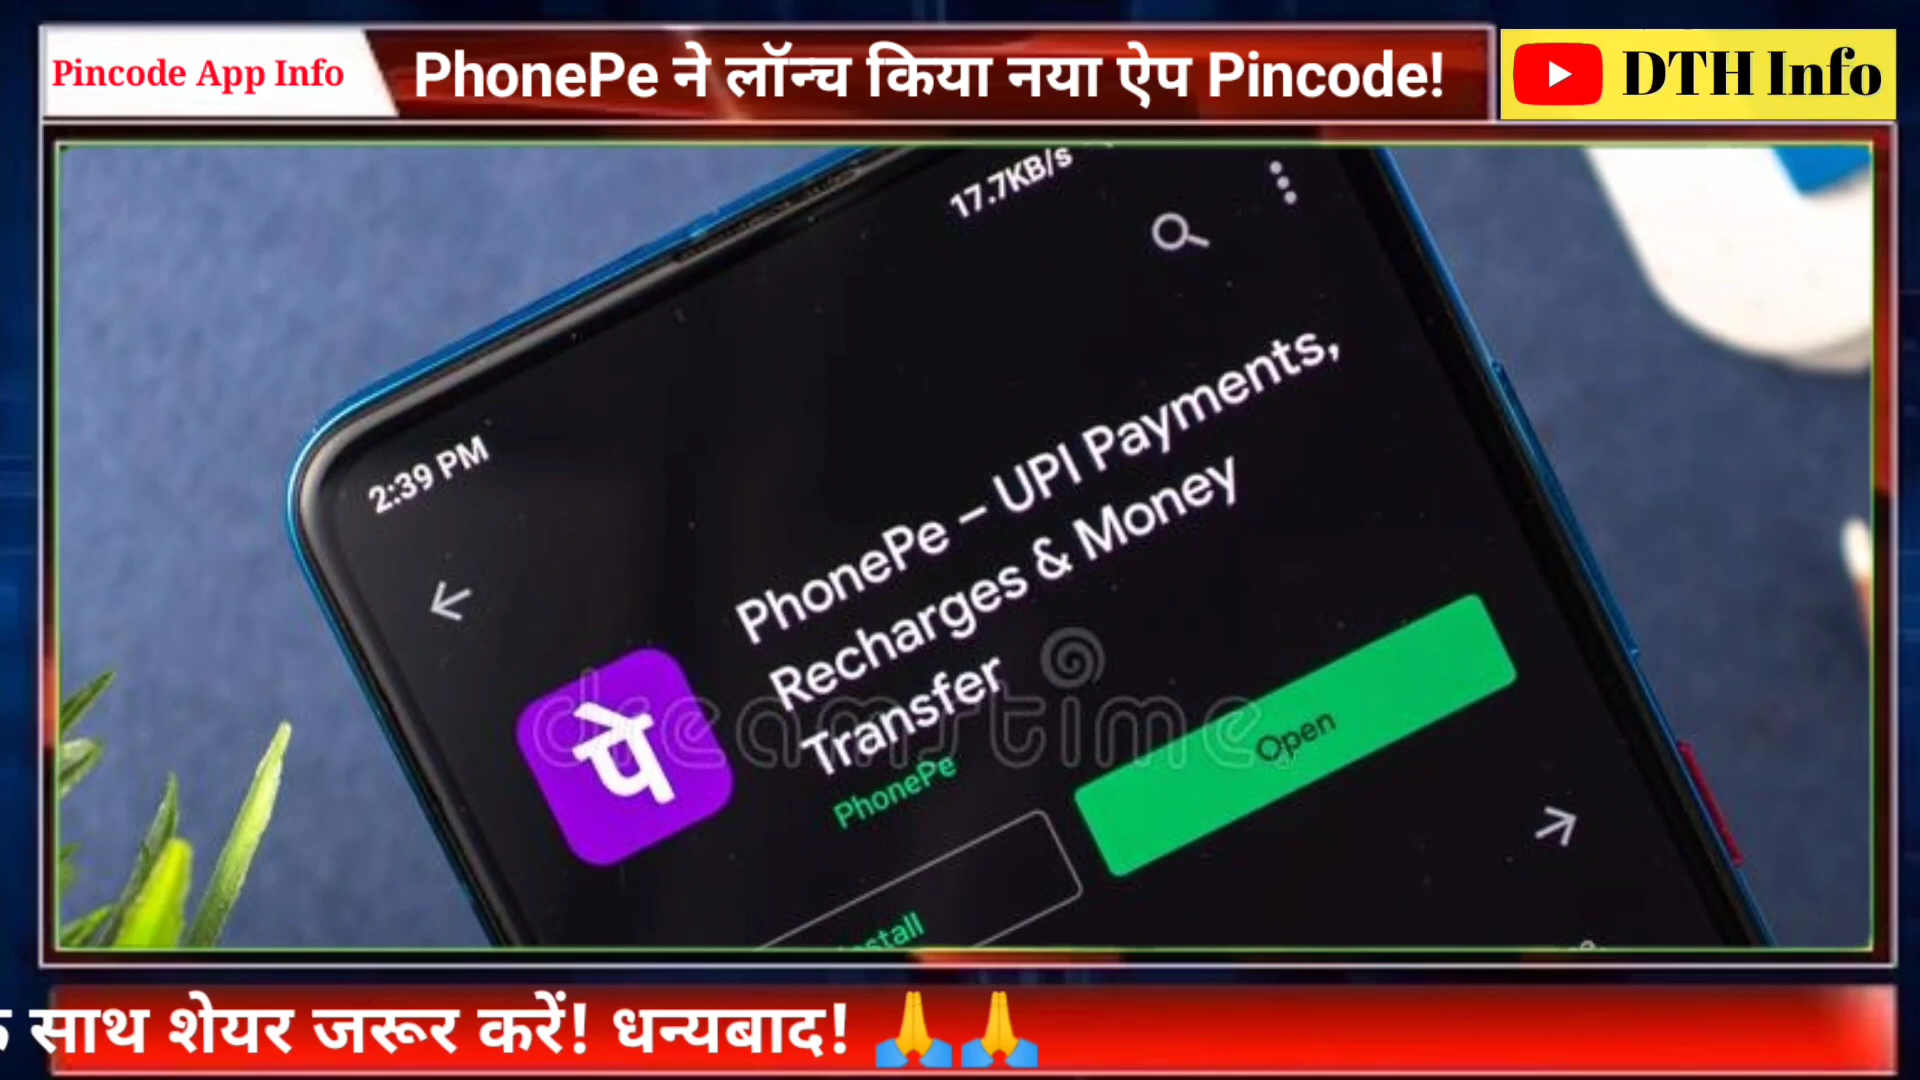 Pincode App Info
PhonePe ने लॉन्च किया नया ऐप Pincode!
DTH Info
17.7KB/s
2:39 PM
PhonePe – UPI Payments,
Recharges & Money
Transfer
पे
PhonePe
Open
dreamstime
साथ शेयर जरूर करें! धन्यबाद! 🙏🙏